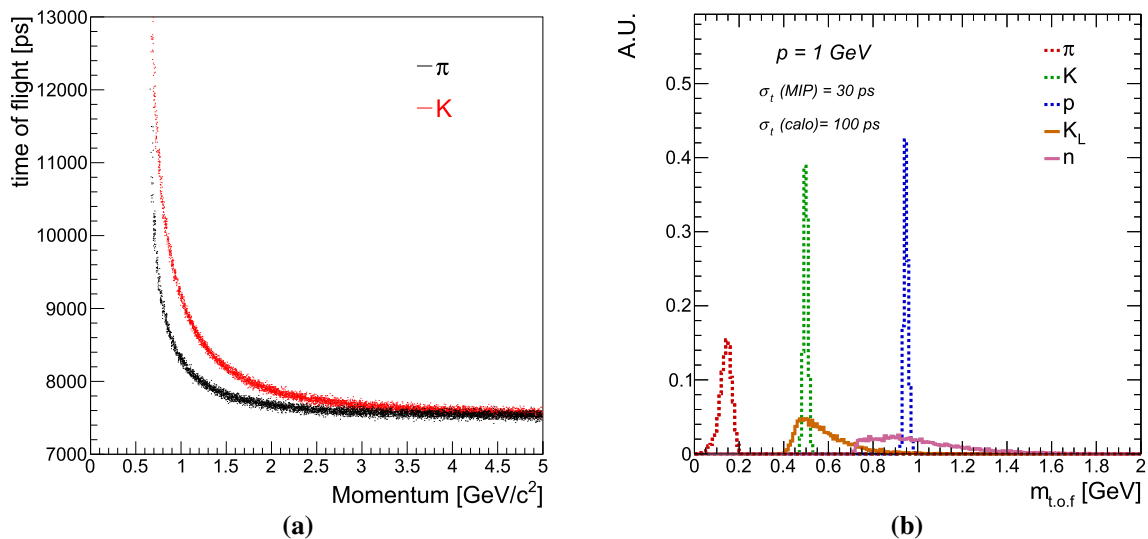 time of flight [ps]
13000
12000
11000
10000
9000
8000
7000
π
K
0 0.5 1 1.5 2 2.5 3 3.5 4 4.5 5
Momentum [GeV/c²]
(a)
A.U.
0.5
0.4
0.3
0.2
0.1
0
p = 1 GeV
σt (MIP) = 30 ps
σt (calo)= 100 ps
π
K
p
KL
n
0 0.2 0.4 0.6 0.8 1 1.2 1.4 1.6 1.8 2
mt.o.f [GeV]
(b)